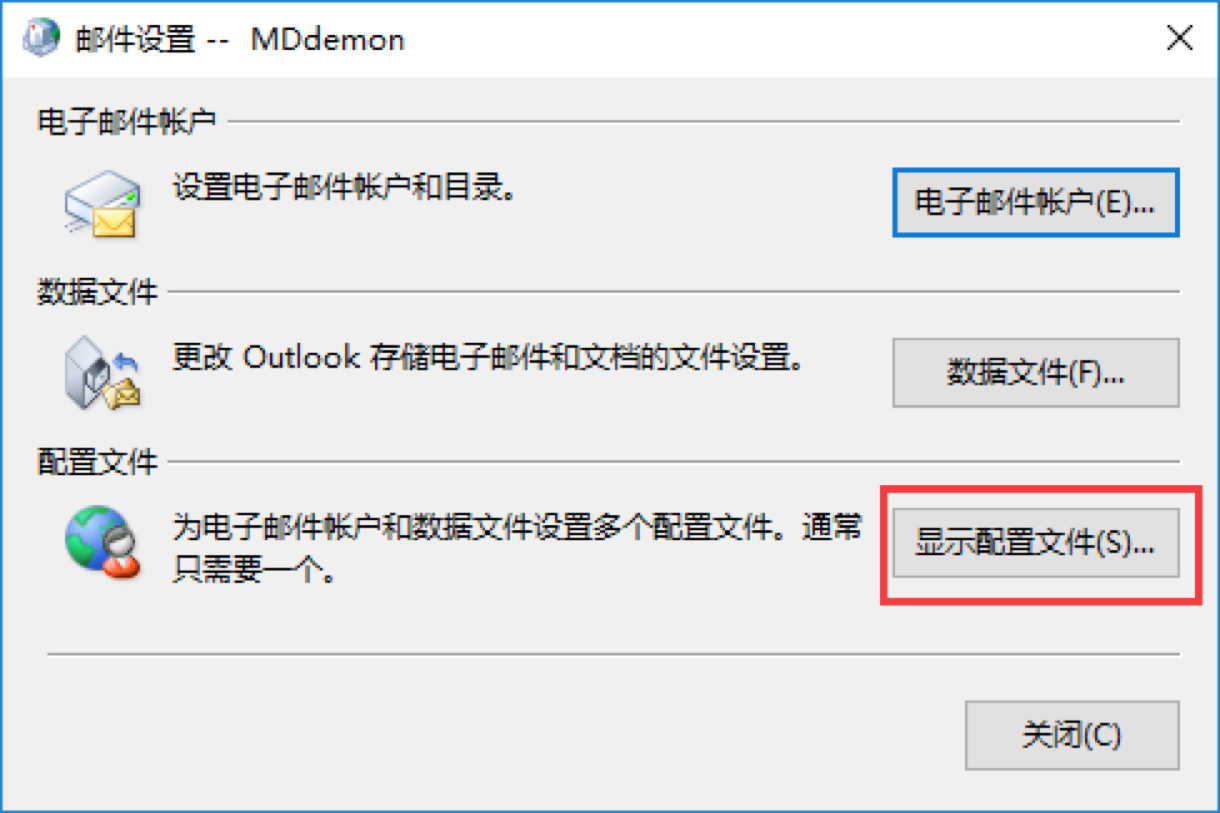 邮件设置 -- MDdemon
电子邮件帐户
设置电子邮件帐户和目录。
电子邮件帐户(E)...
数据文件
更改 Outlook 存储电子邮件和文档的文件设置。
数据文件(F)...
配置文件
为电子邮件帐户和数据文件设置多个配置文件。通常
只需要一个。
显示配置文件(S)...
关闭(C)